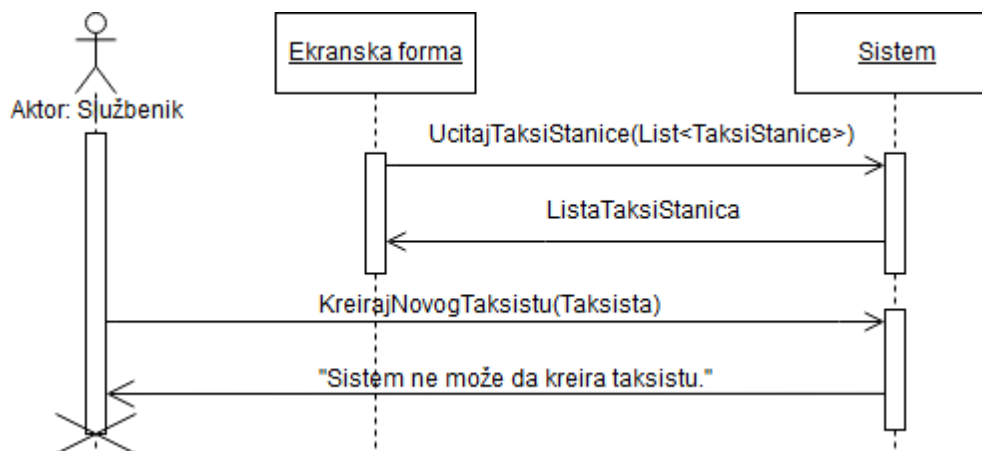 Ekranska forma
Sistem
Aktor: Službenik
UcitajTaksiStanice(List<TaksiStanice>)
ListaTaksiStanica
KreirajNovogTaksistu(Taksista)
"Sistem ne može da kreira taksistu."